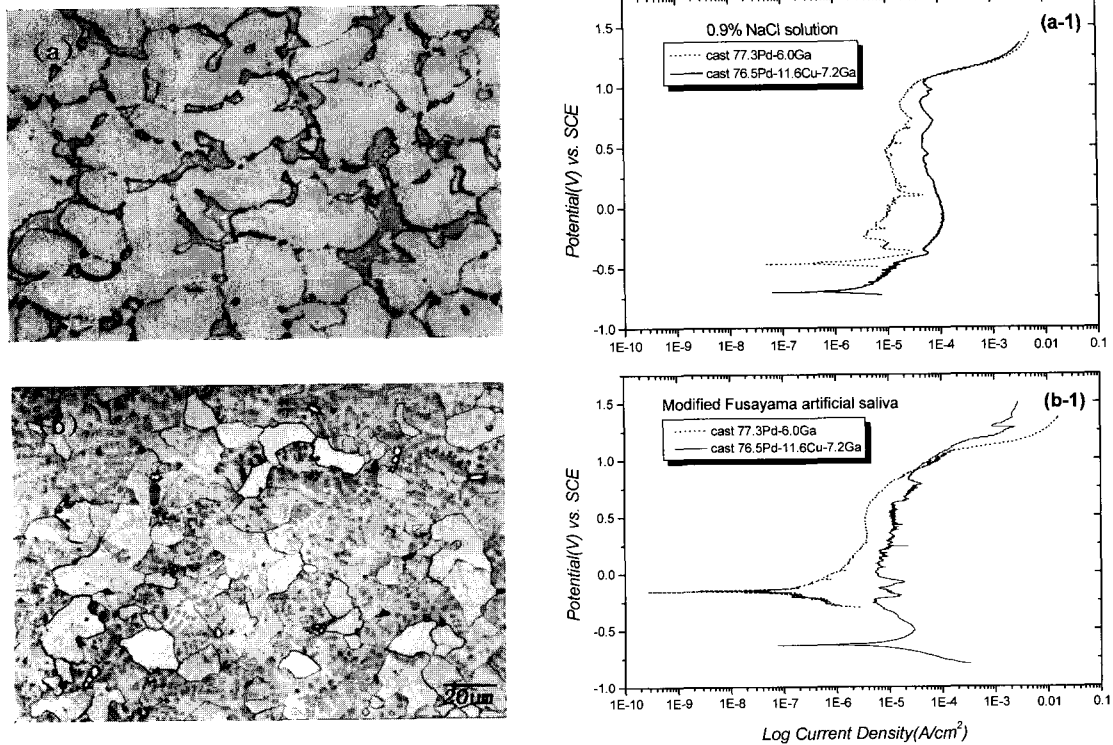 (a)
(b)
20um
(a-1)
0.9% NaCl solution
cast 77.3Pd-6.0Ga
cast 76.5Pd-11.6Cu-7.2Ga
Potential(V) vs. SCE
1.5
1.0
0.5
0.0
-0.5
-1.0
1E-10 1E-9 1E-8 1E-7 1E-6 1E-5 1E-4 1E-3 0.01 0.1
(b-1)
Modified Fusayama artificial saliva
cast 77.3Pd-6.0Ga
cast 76.5Pd-11.6Cu-7.2Ga
Potential(V) vs. SCE
1.5
1.0
0.5
0.0
-0.5
-1.0
1E-10 1E-9 1E-8 1E-7 1E-6 1E-5 1E-4 1E-3 0.01 0.1
Log Current Density(A/cm²)